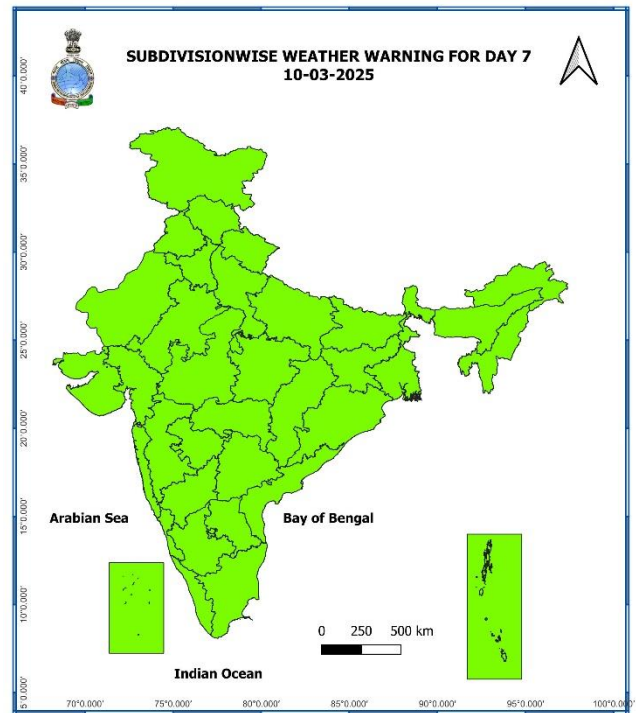 SUBDIVISIONWISE WEATHER WARNING FOR DAY 7
10-03-2025
40°0.000'
35°0.000'
30°0.000'
25°0.000'
20°0.000'
15°0.000'
10°0.000'
5°0.000'
Arabian Sea
Bay of Bengal
0 250 500 km
Indian Ocean
70°0.000' 75°0.000' 80°0.000' 85°0.000' 90°0.000' 95°0.000' 100°0.000'